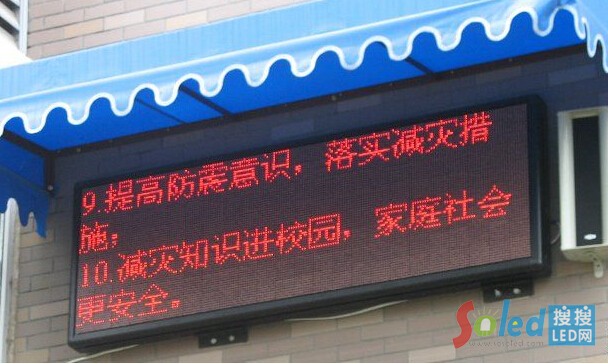 9.提高防震意识，落实减灾措
施；
10.减灾知识进校园，家庭社会
更安全。
Soled
搜搜
LED网